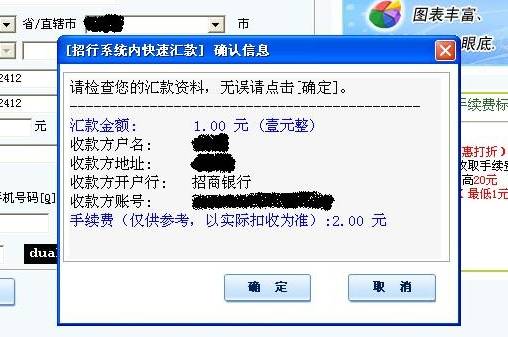 省/直辖市
市
图表丰富、
眼底.
[招行系统内快速汇款] 确认信息
请检查您的汇款资料，无误请点击[确定]。
----------------------------------------
汇款金额： 1.00 元 (壹元整)
收款方户名：
收款方地址：
收款方开户行： 招商银行
收款方账号：
手续费（仅供参考，以实际扣收为准）:2.00 元
确 定
取 消
2412
2412
元
机号码[Q]
dual
手续费标
惠打折）
收取手续
高20元
最低1元